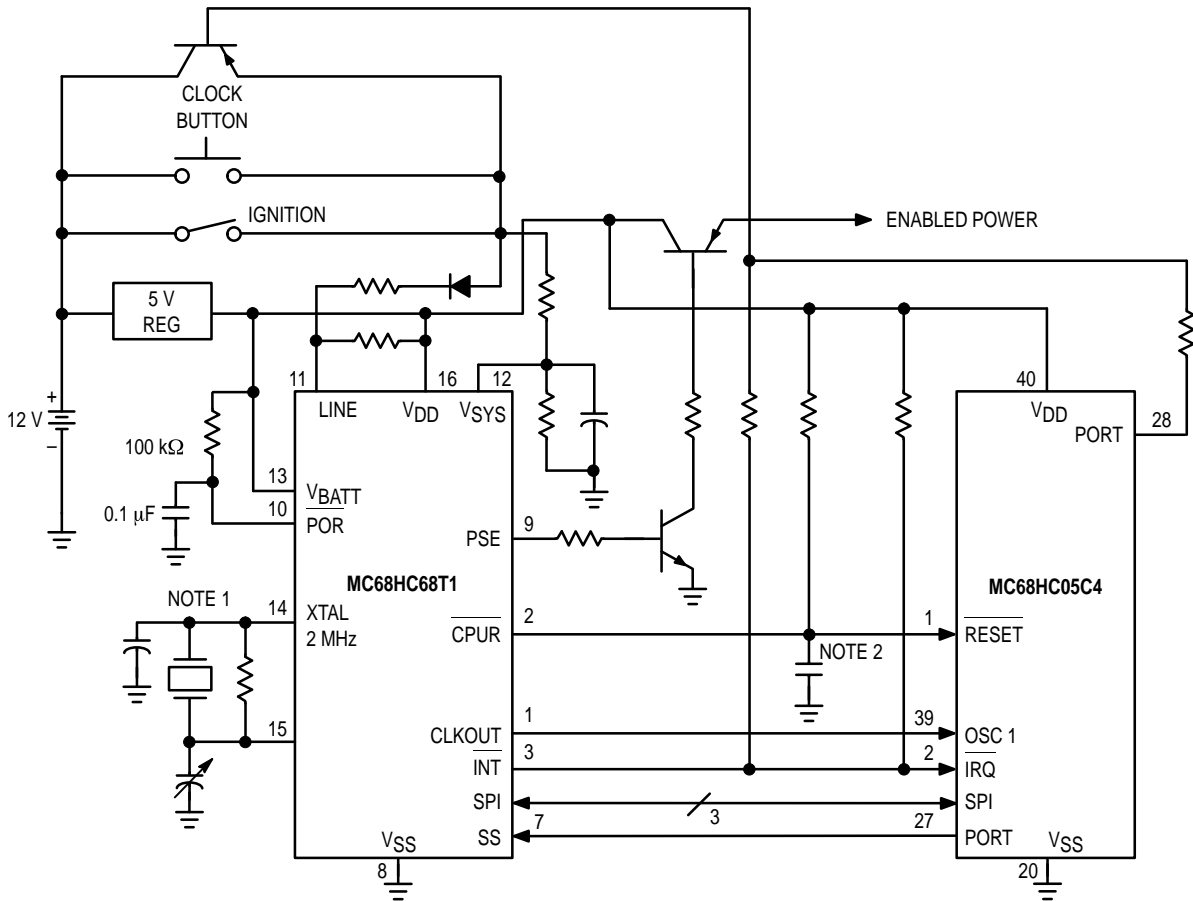 CLOCK
BUTTON
IGNITION
ENABLED POWER
5 V
REG
11
16
12
40
LINE
VDD
VSYS
VDD
12 V
+
–
PORT
28
100 kΩ
13
VBATT
0.1 μF
10
POR
PSE
9
MC68HC68T1
MC68HC05C4
NOTE 1
14
XTAL
2 MHz
CPUR
2
1
RESET
NOTE 2
15
CLKOUT
1
39
OSC 1
INT
3
2
IRQ
SPI
3
SPI
SS
7
27
PORT
VSS
8
VSS
20